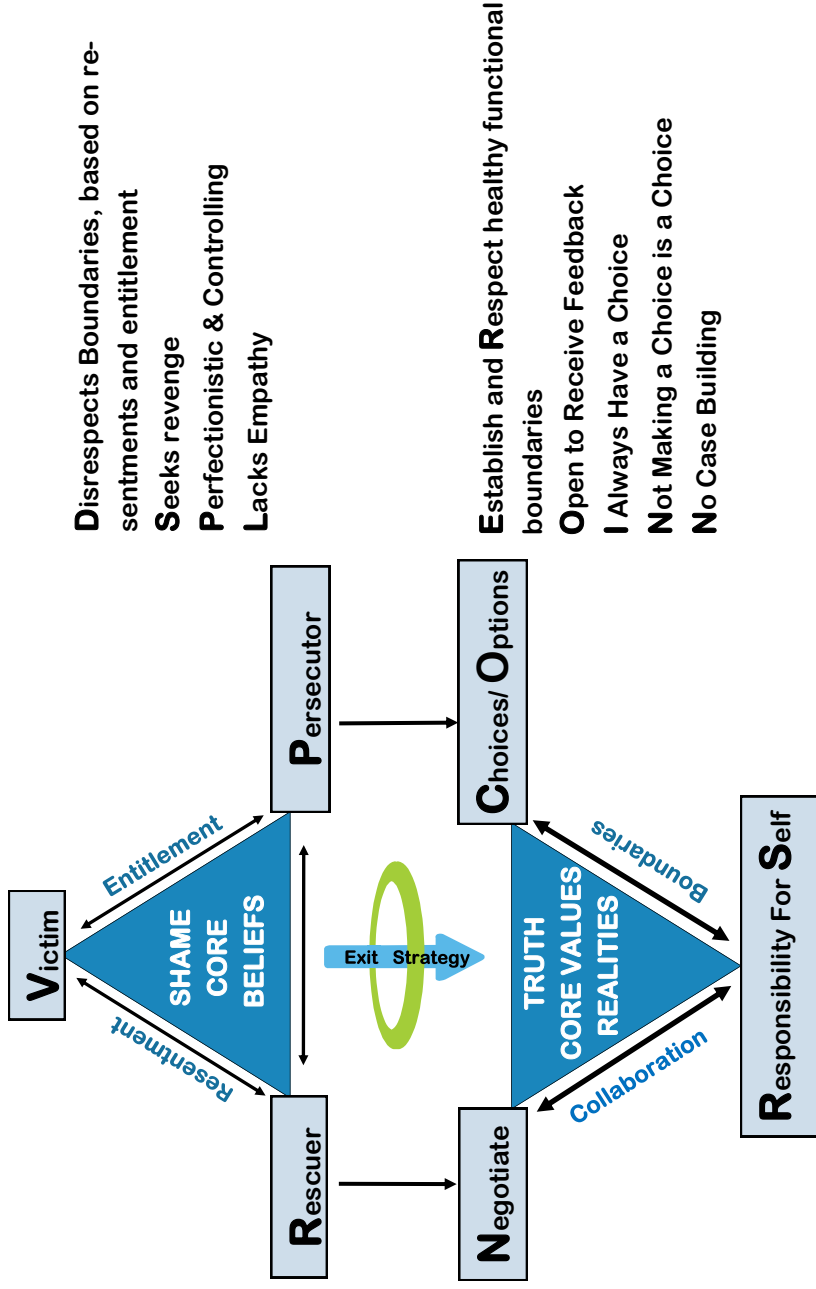 Victim
Entitlement
Resentment
SHAME
CORE
BELIEFS
Rescuer
Persecutor
Disrespects Boundaries, based on re-
sentments and entitlement
Seeks revenge
Perfectionistic & Controlling
Lacks Empathy
Exit Strategy
Negotiate
Choices/ Options
TRUTH
CORE VALUES
REALITIES
Collaboration
Boundaries
Responsibility For Self
Establish and Respect healthy functional
boundaries
Open to Receive Feedback
I Always Have a Choice
Not Making a Choice is a Choice
No Case Building